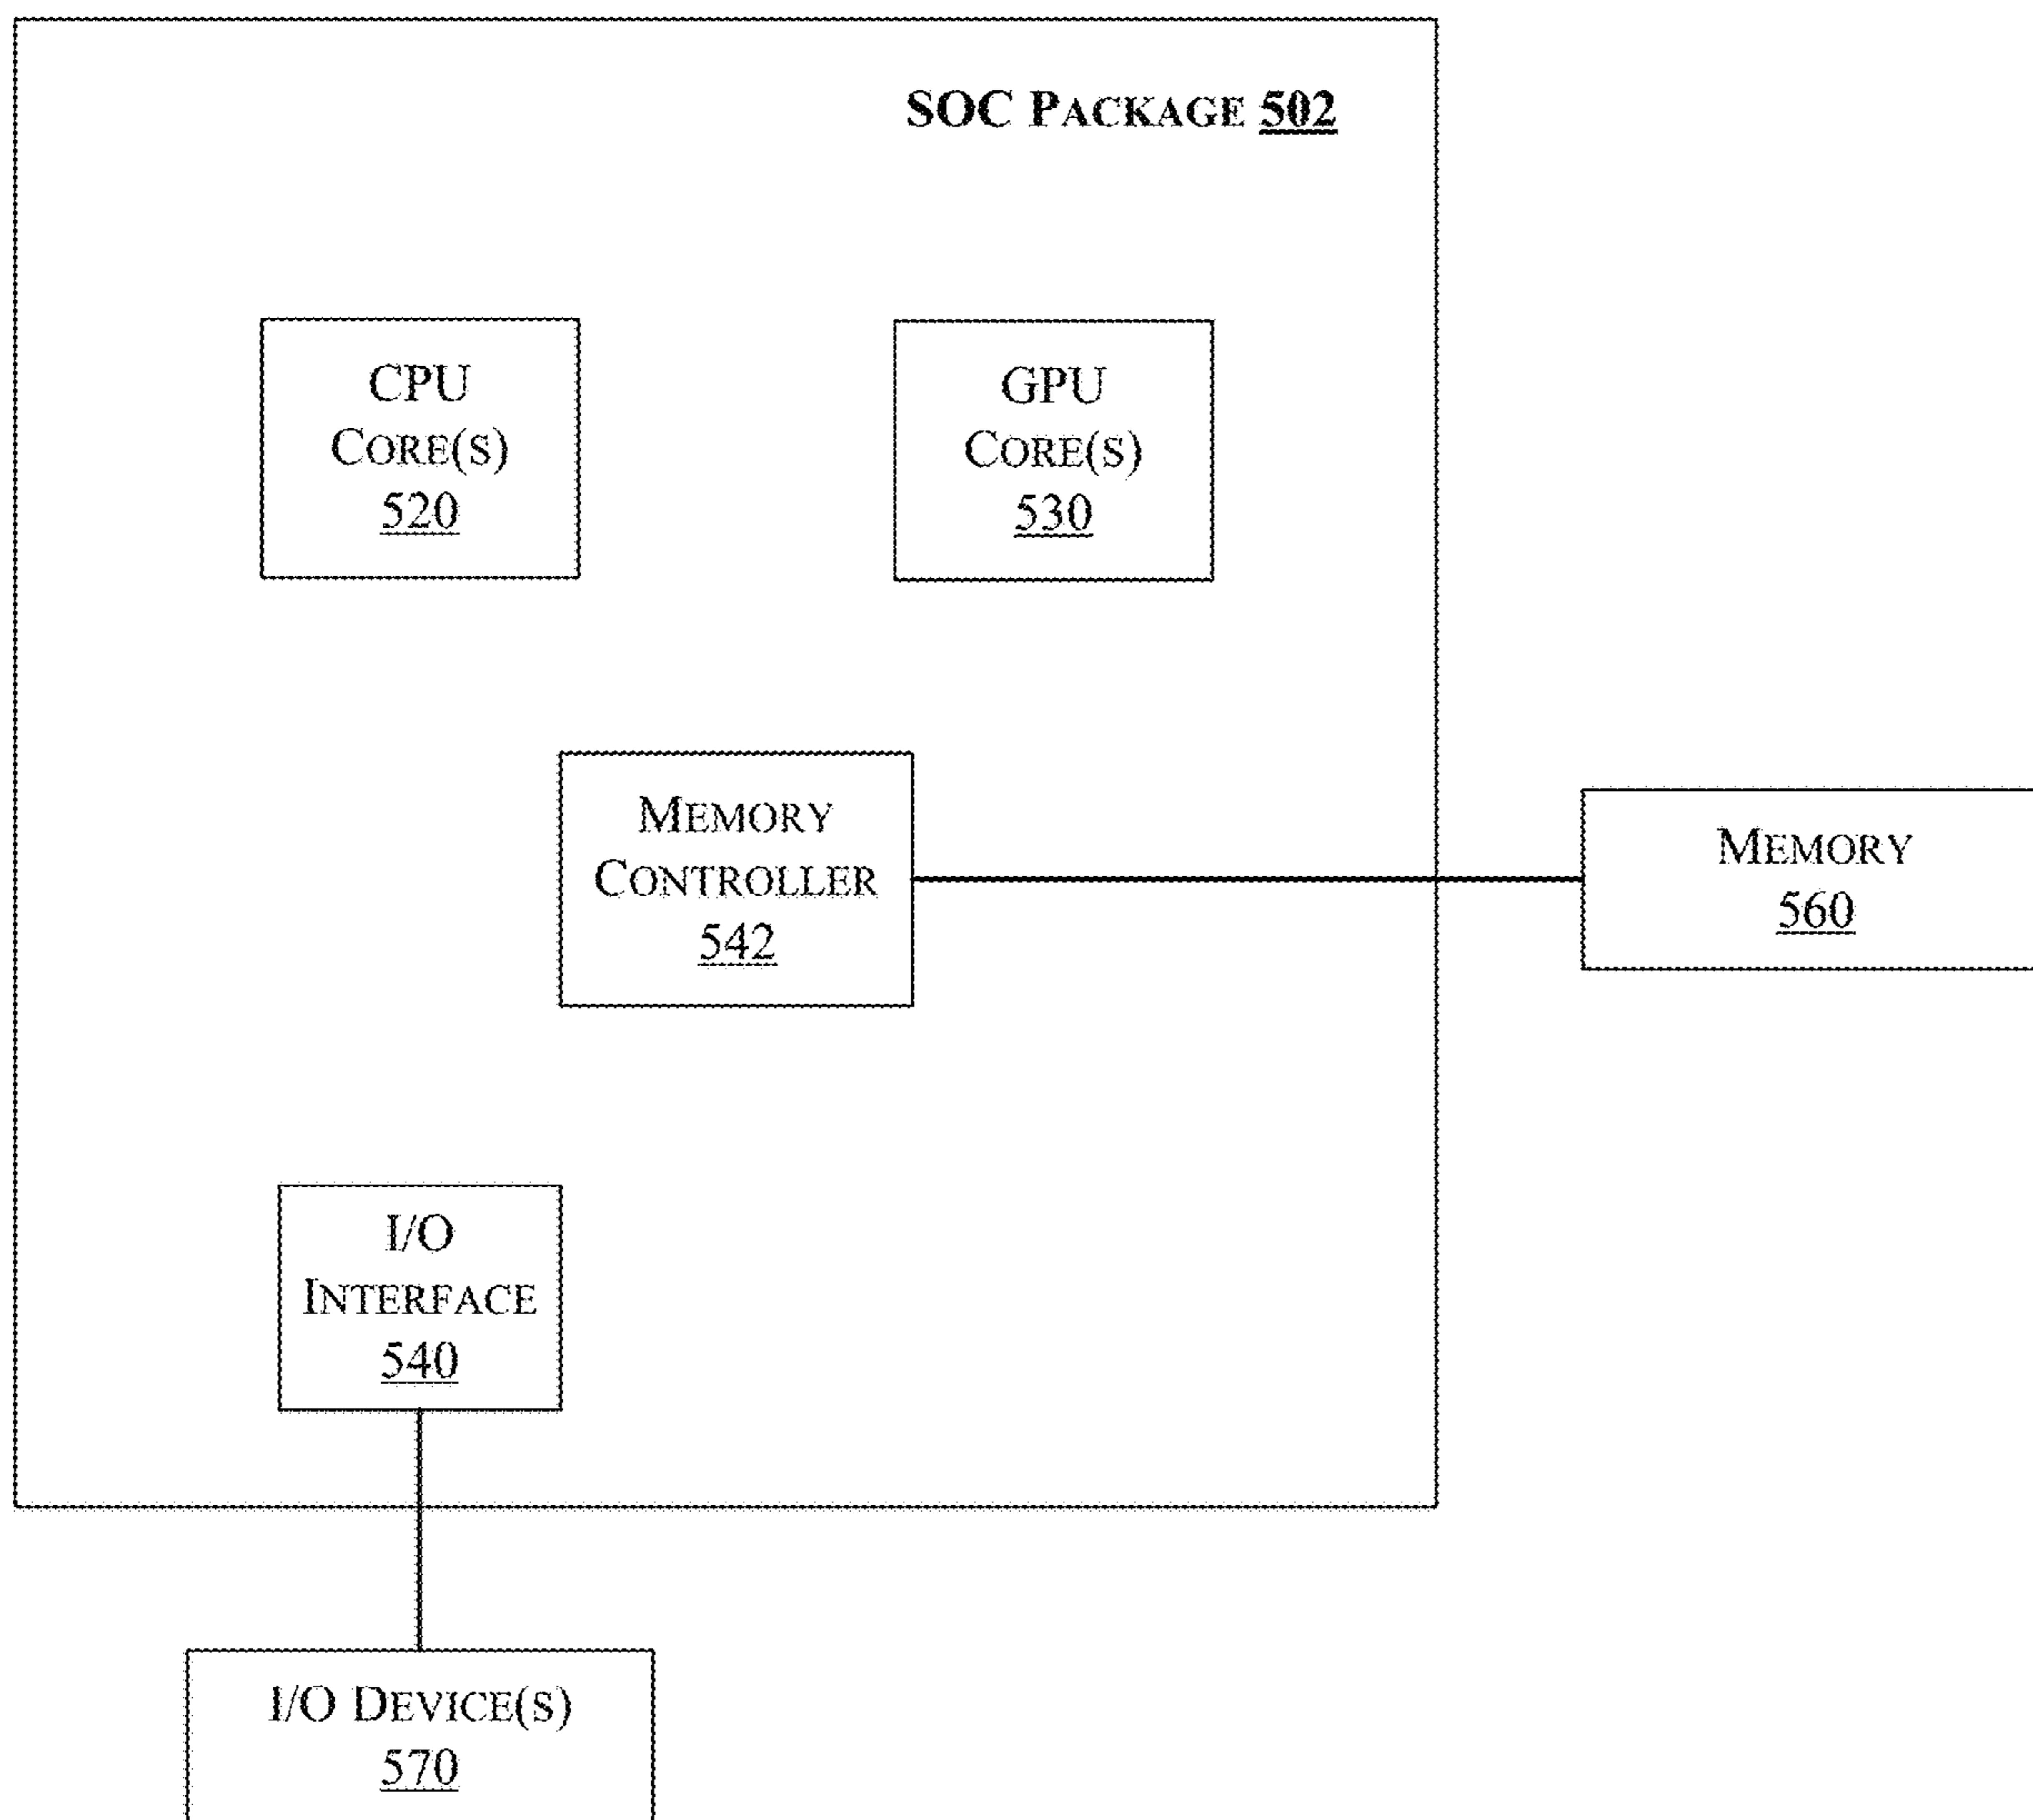 SOC PACKAGE 502
CPU
CORE(S)
520
GPU
CORE(S)
530
MEMORY
CONTROLLER
542
MEMORY
560
I/O
INTERFACE
540
I/O DEVICE(S)
570